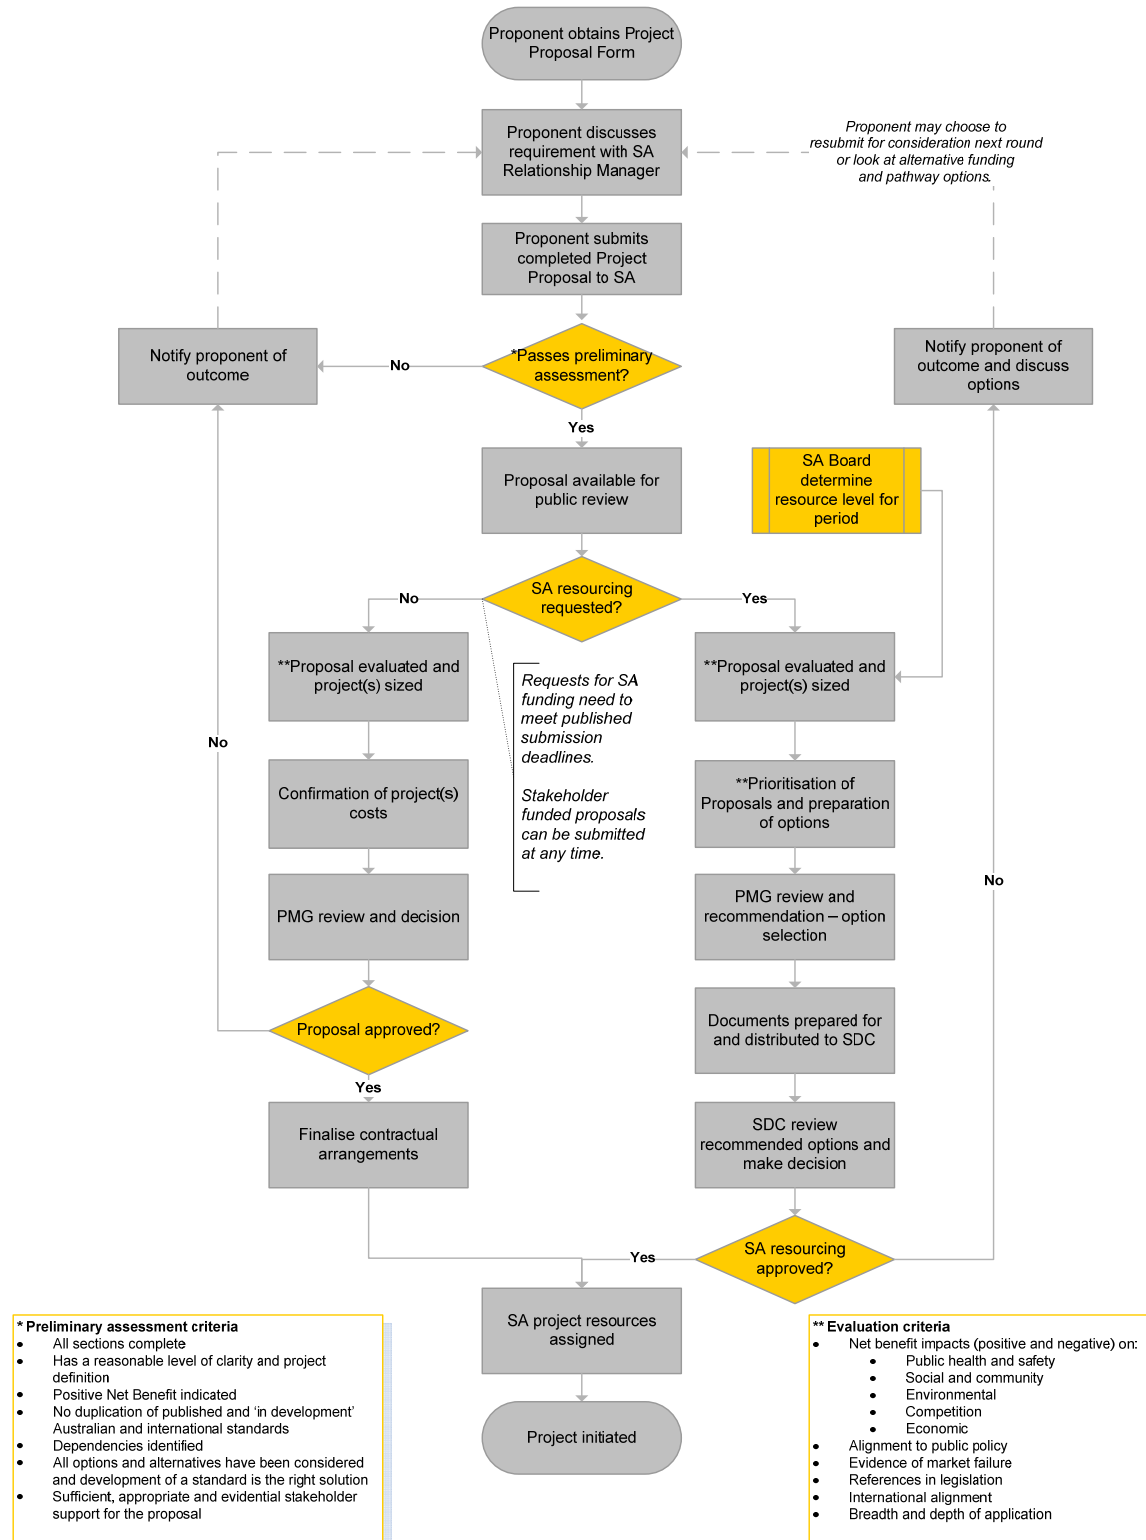 Proponent obtains Project
Proposal Form
Proponent discusses
requirement with SA
Relationship Manager
Proponent may choose to
resubmit for consideration next round
or look at alternative funding
and pathway options.
Proponent submits
completed Project
Proposal to SA
Notify proponent of
outcome
No
*Passes preliminary
assessment?
Notify proponent of
outcome and discuss
options
Yes
Proposal available for
public review
SA Board
determine
resource level for
period
No
SA resourcing
requested?
Yes
**Proposal evaluated and
project(s) sized
Requests for SA
funding need to
meet published
submission
deadlines.
Stakeholder
funded proposals
can be submitted
at any time.
**Proposal evaluated and
project(s) sized
No
Confirmation of project(s)
costs
**Prioritisation of
Proposals and preparation
of options
PMG review and decision
PMG review and
recommendation – option
selection
No
Proposal approved?
Documents prepared for
and distributed to SDC
Yes
Finalise contractual
arrangements
SDC review
recommended options and
make decision
Yes
SA resourcing
approved?
SA project resources
assigned
Project initiated
* Preliminary assessment criteria
• All sections complete
• Has a reasonable level of clarity and project
definition
• Positive Net Benefit indicated
• No duplication of published and ‘in development’
Australian and international standards
• Dependencies identified
• All options and alternatives have been considered
and development of a standard is the right solution
• Sufficient, appropriate and evidential stakeholder
support for the proposal
** Evaluation criteria
• Net benefit impacts (positive and negative) on:
• Public health and safety
• Social and community
• Environmental
• Competition
• Economic
• Alignment to public policy
• Evidence of market failure
• References in legislation
• International alignment
• Breadth and depth of application